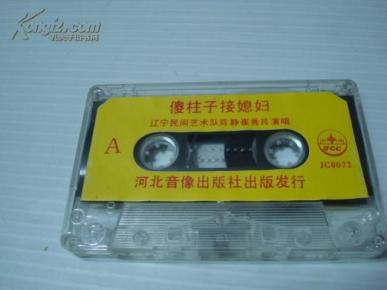 Kongfz.com
孔夫子旧书网
傻柱子接媳妇
辽宁民间艺术队陈静崔秀玲演唱
A
JC0072
河北音像出版社出版发行